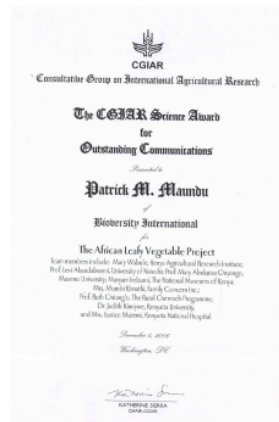 CGIAR
Consultative Group on International Agricultural Research
The CGIAR Science Award
for
Outstanding Communications
Presented to
Patrick M. Maundu
of
Bioversity International
for
The African Leafy Vegetable Project
Team members include: Mary Wabule, Kenya Agricultural Research Institute;
Prof. Levi Akundabweni, University of Nairobi; Prof. Mary Abukutsa Onyango,
Maseno University; Maryam Imbumi, The National Museums of Kenya;
Mrs. Miambi Kimathi, Family Concern Inc.;
Prof. Ruth Oniang'o, The Rural Outreach Programme;
Dr. Judith Kimiywe, Kenyatta University,
and Mrs. Eunice Mutemi, Kenyatta National Hospital.
December 4, 2006
Washington, DC
KATHERINE SIERRA
CHAIR, CGIAR